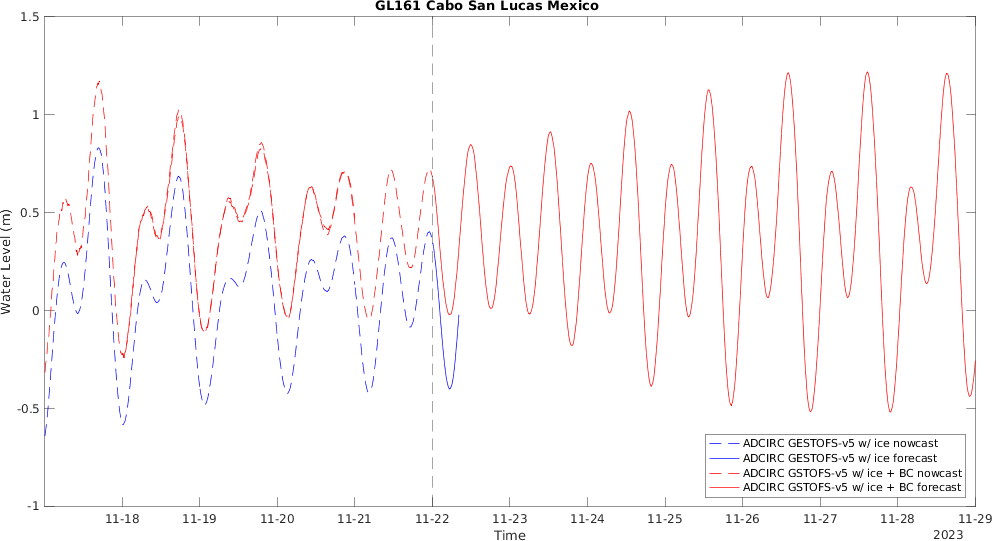 GL161 Cabo San Lucas Mexico
Water Level (m)
1.5
1
0.5
0
-0.5
-1
11-18
11-19
11-20
11-21
11-22
11-23
11-24
11-25
11-26
11-27
11-28
11-29
Time
2023
ADCIRC GESTOFS-v5 w/ ice nowcast
ADCIRC GESTOFS-v5 w/ ice forecast
ADCIRC GSTOFS-v5 w/ ice + BC nowcast
ADCIRC GSTOFS-v5 w/ ice + BC forecast